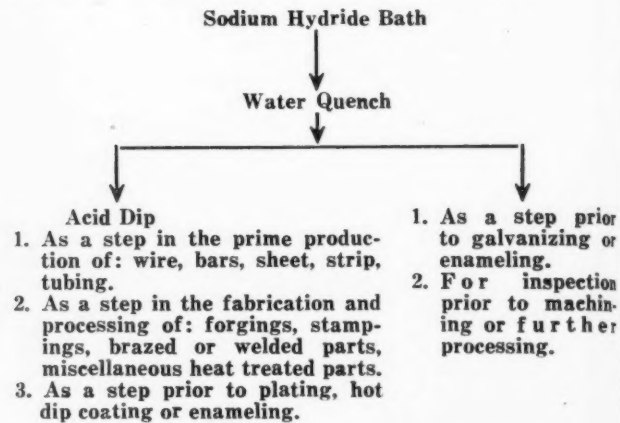 Sodium Hydride Bath
Water Quench
Acid Dip
1. As a step in the prime produc-
tion of: wire, bars, sheet, strip,
tubing.
2. As a step in the fabrication and
processing of: forgings, stamp-
ings, brazed or welded parts,
miscellaneous heat treated parts.
3. As a step prior to plating, hot
dip coating or enameling.
1. As a step prior
to galvanizing or
enameling.
2. For inspection
prior to machin-
ing or further
processing.